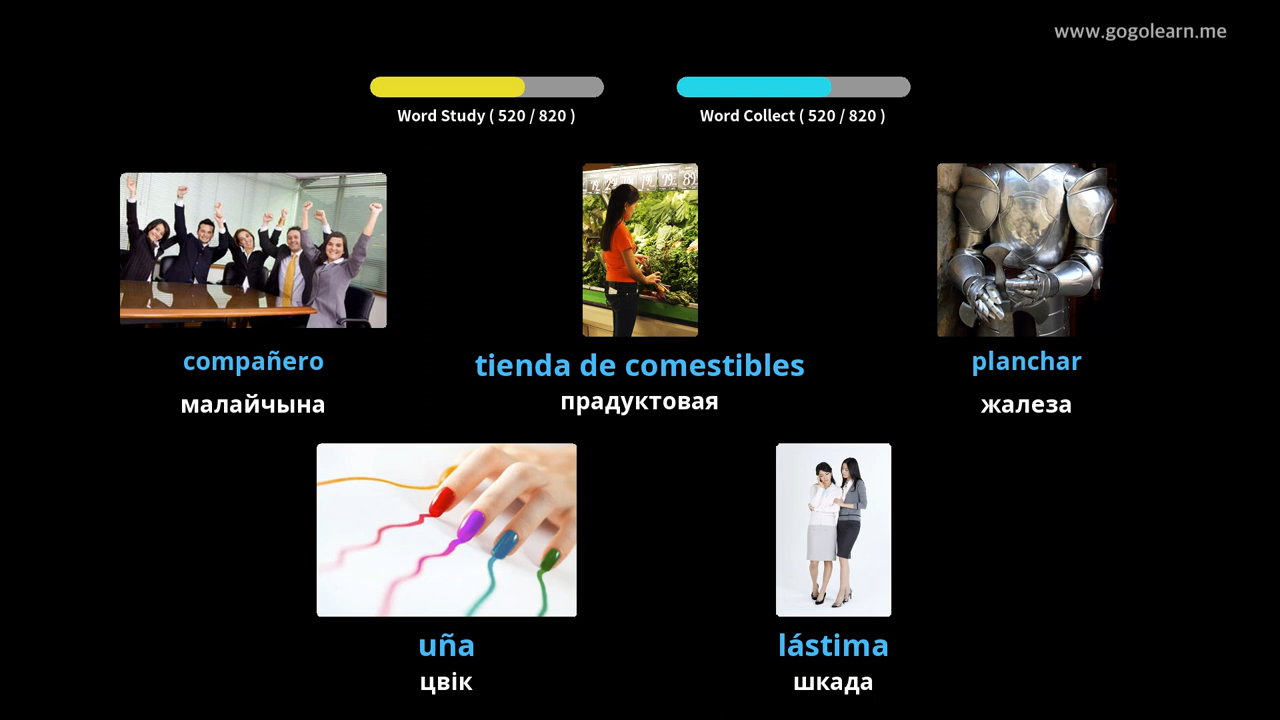 www.gogolearn.me
Word Study ( 520 / 820 )
Word Collect ( 520 / 820 )
compañero
малайчына
tienda de comestibles
прадуктовая
planchar
жалеза
uña
цвік
lástima
шкада